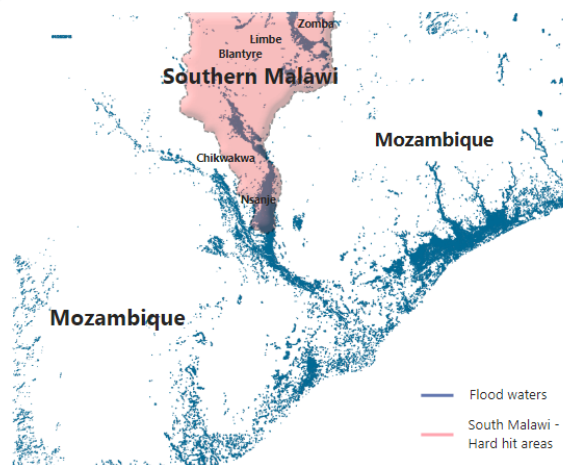 Zomba
Limbe
Blantyre
Southern Malawi
Mozambique
Chikwakwa
Nsanje
Mozambique
Flood waters
South Malawi -
Hard hit areas